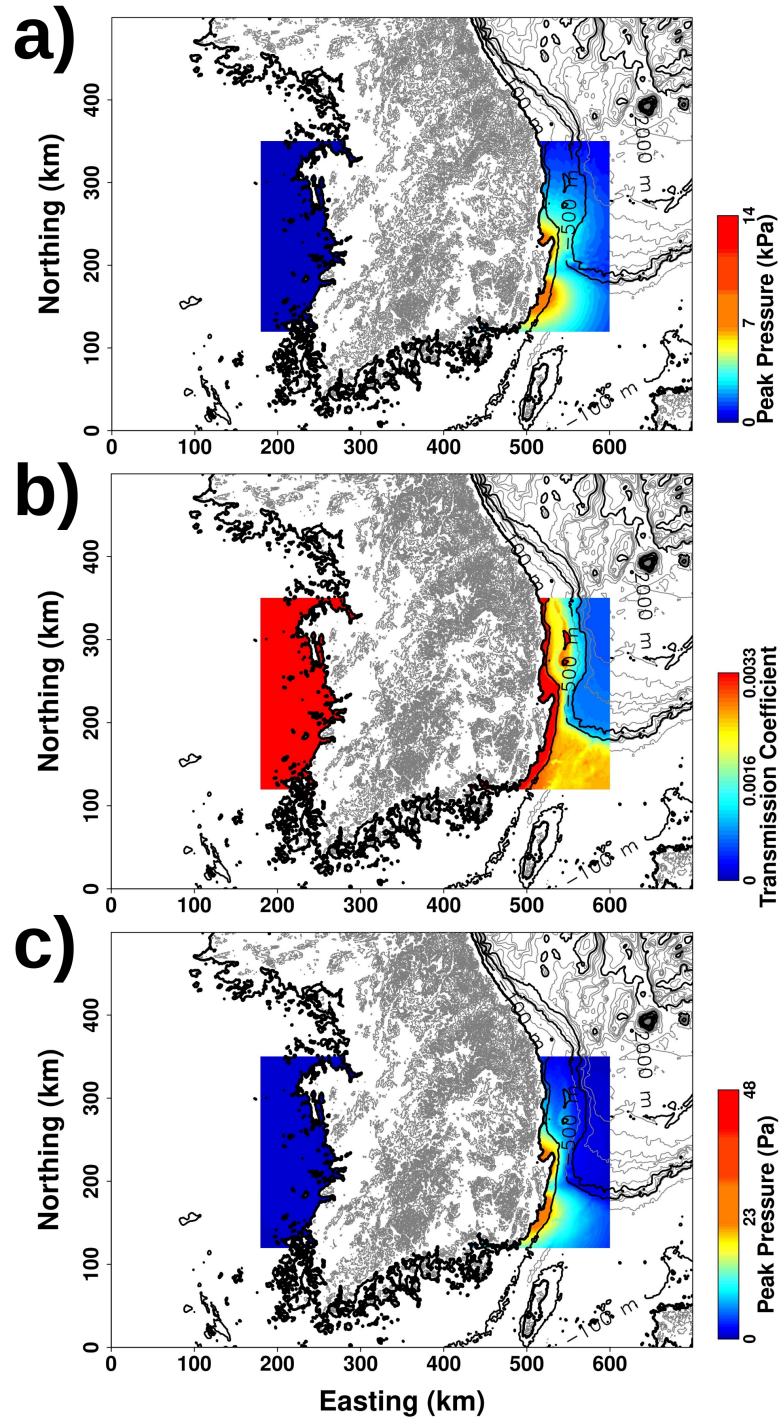 a)
Northing (km)
400
300
200
100
0
0 100 200 300 400 500 600
2000 m
−500 m
−100 m
14
7
0
Peak Pressure (kPa)
b)
Northing (km)
400
300
200
100
0
0 100 200 300 400 500 600
2000 m
−500 m
−100 m
0.0033
0.0016
0
Transmission Coefficient
c)
Northing (km)
400
300
200
100
0
0 100 200 300 400 500 600
2000 m
−500 m
−100 m
48
23
0
Peak Pressure (Pa)
Easting (km)